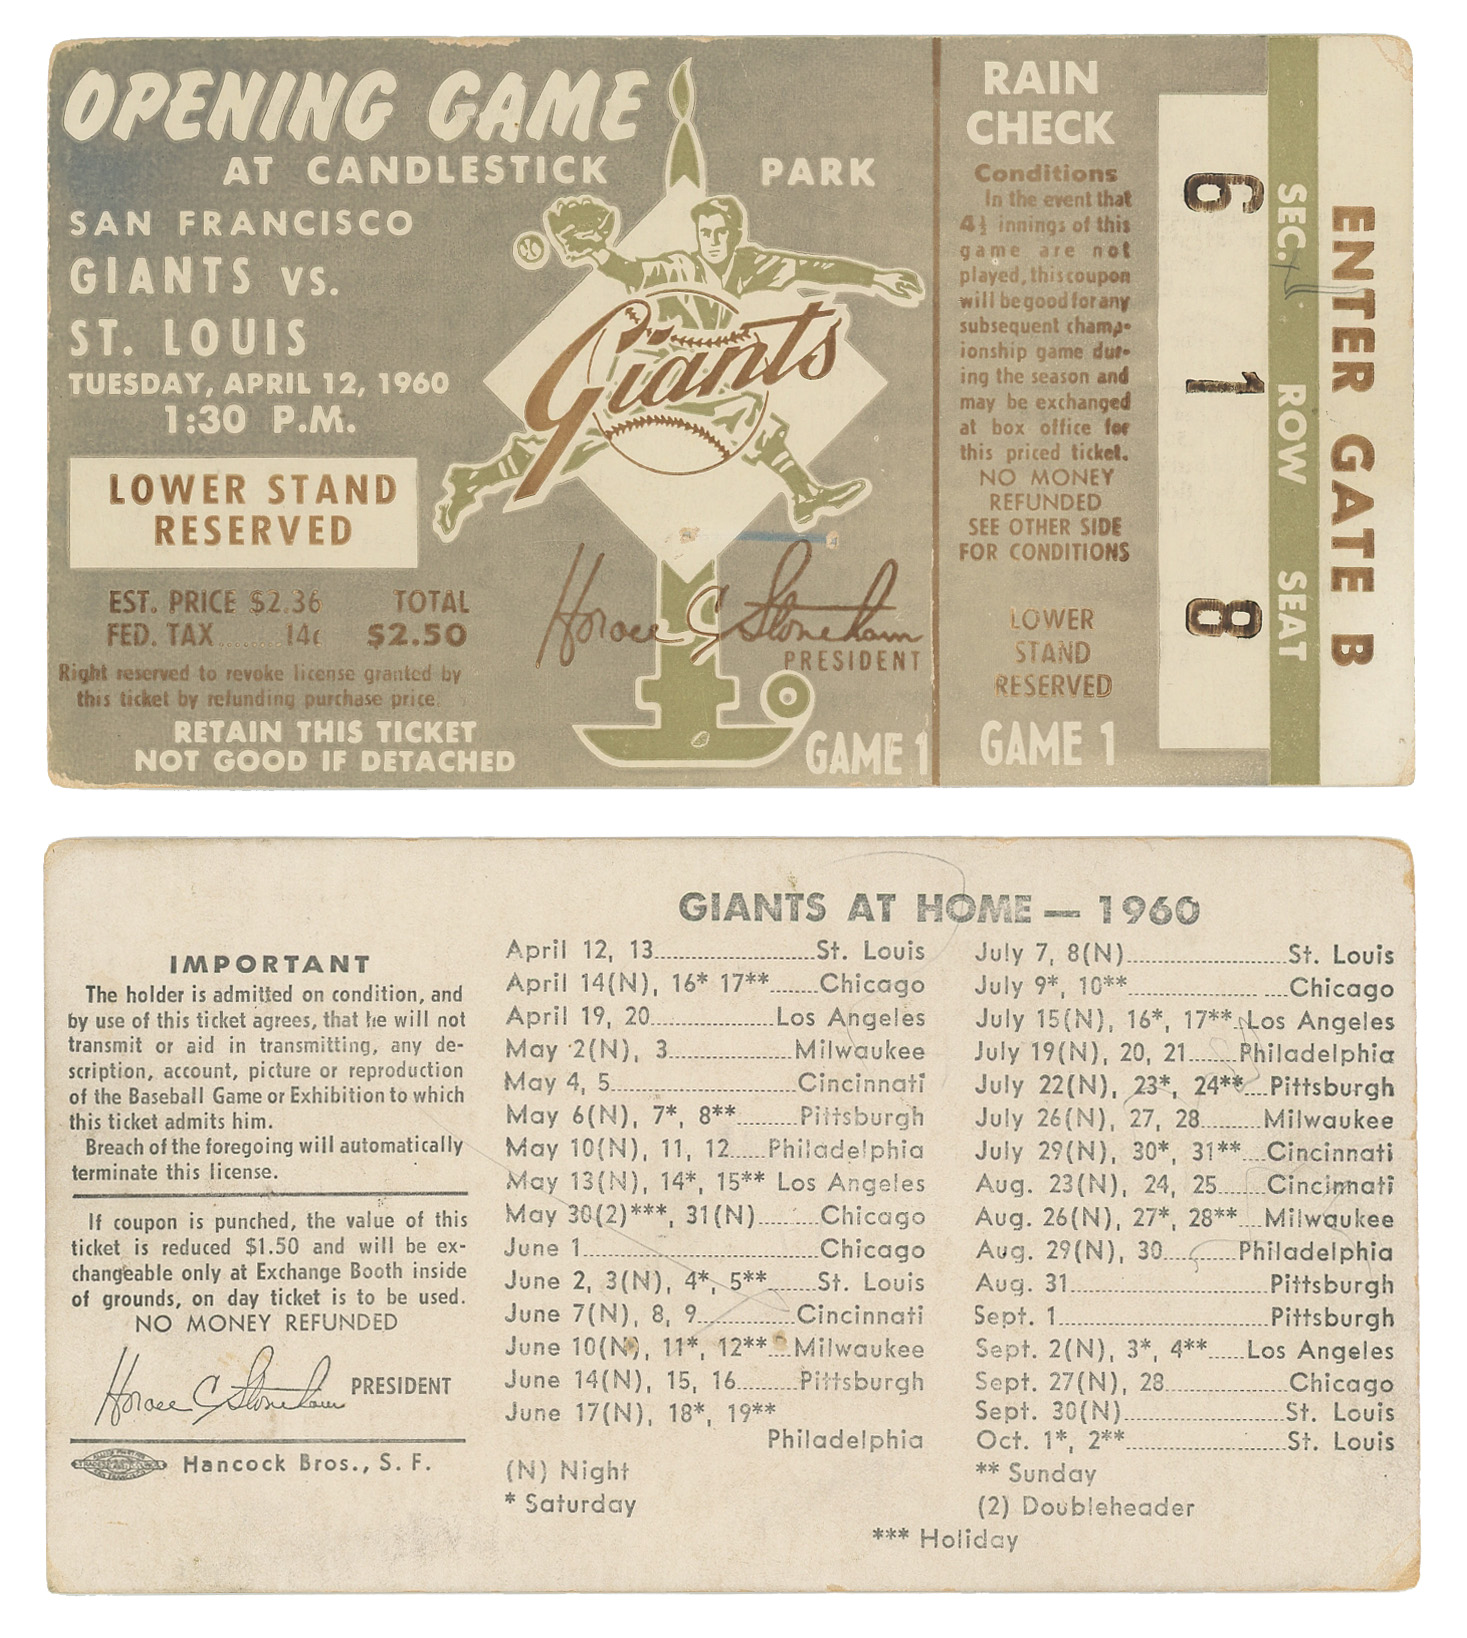 OPENING GAME
AT CANDLESTICK PARK
SAN FRANCISCO
GIANTS VS.
ST. LOUIS
TUESDAY, APRIL 12, 1960
1:30 P.M.
LOWER STAND
RESERVED
EST. PRICE $2.36 TOTAL
FED. TAX ....... 14¢ $2.50
Right reserved to revoke license granted by
this ticket by refunding purchase price.
RETAIN THIS TICKET
NOT GOOD IF DETACHED
Giants
Horace C Stoneham
PRESIDENT
GAME 1
RAIN
CHECK
Conditions
In the event that
4½ innings of this
game are not
played, this coupon
will be good for any
subsequent champ-
ionship game dur-
ing the season and
may be exchanged
at box office for
this priced ticket.
NO MONEY
REFUNDED
SEE OTHER SIDE
FOR CONDITIONS
LOWER
STAND
RESERVED
GAME 1
6 1 8
SEC. ROW SEAT
ENTER GATE B
IMPORTANT
The holder is admitted on condition, and
by use of this ticket agrees, that he will not
transmit or aid in transmitting, any de-
scription, account, picture or reproduction
of the Baseball Game or Exhibition to which
this ticket admits him.
Breach of the foregoing will automatically
terminate this license.
If coupon is punched, the value of this
ticket is reduced $1.50 and will be ex-
changeable only at Exchange Booth inside
of grounds, on day ticket is to be used.
NO MONEY REFUNDED
Horace C Stoneham PRESIDENT
Hancock Bros., S. F.
GIANTS AT HOME — 1960
April 12, 13..........St. Louis
April 14(N), 16* 17**.......Chicago
April 19, 20..........Los Angeles
May 2(N), 3..........Milwaukee
May 4, 5..........Cincinnati
May 6(N), 7*, 8**.........Pittsburgh
May 10(N), 11, 12.....Philadelphia
May 13(N), 14*, 15** Los Angeles
May 30(2)***, 31(N).........Chicago
June 1..........Chicago
June 2, 3(N), 4*, 5**.......St. Louis
June 7(N), 8, 9..........Cincinnati
June 10(N), 11*, 12**...Milwaukee
June 14(N), 15, 16.........Pittsburgh
June 17(N), 18*, 19**
Philadelphia
(N) Night
* Saturday
July 7, 8(N)..........St. Louis
July 9*, 10**..........Chicago
July 15(N), 16*, 17**..Los Angeles
July 19(N), 20, 21.......Philadelphia
July 22(N), 23*, 24**....Pittsburgh
July 26(N), 27, 28..........Milwaukee
July 29(N), 30*, 31**....Cincinnati
Aug. 23(N), 24, 25.........Cincinnati
Aug. 26(N), 27*, 28**....Milwaukee
Aug. 29(N), 30..........Philadelphia
Aug. 31..........Pittsburgh
Sept. 1..........Pittsburgh
Sept. 2(N), 3*, 4**......Los Angeles
Sept. 27(N), 28..........Chicago
Sept. 30(N)..........St. Louis
Oct. 1*, 2**..........St. Louis
** Sunday
(2) Doubleheader
*** Holiday